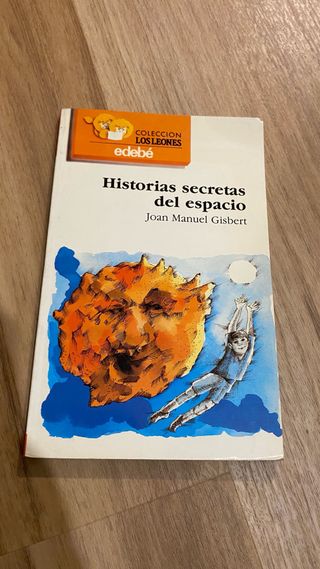 COLECCION
LOS LEONES
edebé
Historias secretas
del espacio
Joan Manuel Gisbert